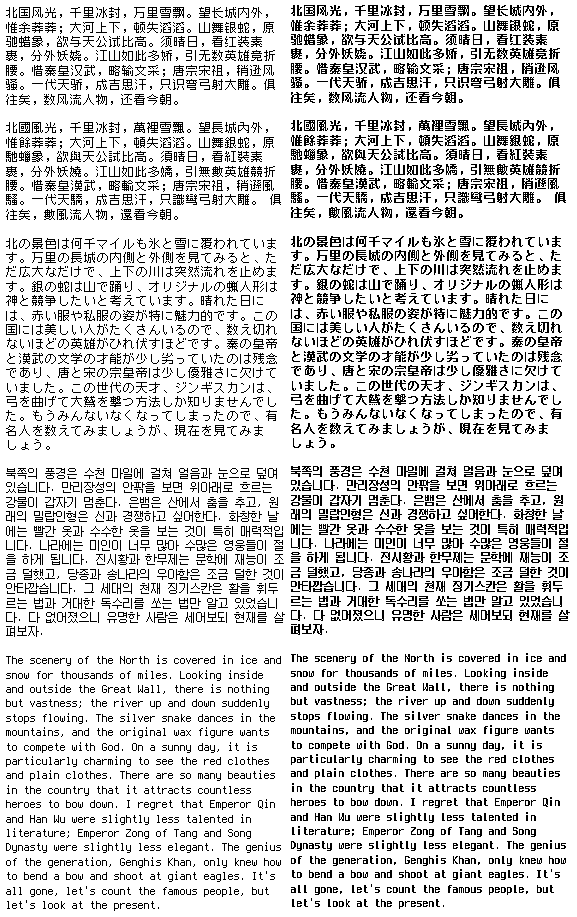 北国风光，千里冰封，万里雪飘。望长城内外，
惟余莽莽；大河上下，顿失滔滔。山舞银蛇，原
驰蜡象，欲与天公试比高。须晴日，看红装素
裹，分外妖娆。江山如此多娇，引无数英雄竞折
腰。惜秦皇汉武，略输文采；唐宗宋祖，稍逊风
骚。一代天骄，成吉思汗，只识弯弓射大雕。俱
往矣，数风流人物，还看今朝。
北國風光，千里冰封，萬裡雪飄。望長城內外，
惟餘莽莽；大河上下，頓失滔滔。山舞銀蛇，原
馳蠟象，欲與天公試比高。須晴日，看紅裝素
裹，分外妖嬈。江山如此多嬌，引無數英雄競折
腰。惜秦皇漢武，略輸文采；唐宗宋祖，稍遜風
騷。一代天驕，成吉思汗，只識彎弓射大雕。 俱
往矣，數風流人物，還看今朝。
北の景色は何千マイルも氷と雪に覆われていま
す。万里の長城の内側と外側を見てみると、た
だ広大なだけで、上下の川は突然流れを止めま
す。銀の蛇は山で踊り、オリジナルの蝋人形は
神と競争したいと考えています。晴れた日に
は、赤い服や私服の姿が特に魅力的です。この
国には美しい人がたくさんいるので、数え切れ
ないほどの英雄がひれ伏すほどです。秦の皇帝
と漢武の文学の才能が少し劣っていたのは残念
であり、唐と宋の宗皇帝は少し優雅さに欠けて
いました。この世代の天才、ジンギスカンは、
弓を曲げて大鷲を撃つ方法しか知りませんでし
た。もうみんないなくなってしまったので、有
名人を数えてみましょうが、現在を見てみま
しょう。
북쪽의 풍경은 수천 마일에 걸쳐 얼음과 눈으로 덮여
있습니다. 만리장성의 안팎을 보면 위아래로 흐르는
강물이 갑자기 멈춘다. 은뱀은 산에서 춤을 추고, 원
래의 밀랍인형은 신과 경쟁하고 싶어한다. 화창한 날
에는 빨간 옷과 수수한 옷을 보는 것이 특히 매력적입
니다. 나라에는 미인이 너무 많아 수많은 영웅들이 절
을 하게 됩니다. 진시황과 한무제는 문학에 재능이 조
금 덜했고, 당종과 송나라의 우아함은 조금 덜한 것이
안타깝습니다. 그 세대의 천재 징기스칸은 활을 휘두
르는 법과 거대한 독수리를 쏘는 법만 알고 있었습니
다. 다 없어졌으니 유명한 사람은 세어보되 현재를 살
펴보자.
The scenery of the North is covered in ice and
snow for thousands of miles. Looking inside
and outside the Great Wall, there is nothing
but vastness; the river up and down suddenly
stops flowing. The silver snake dances in the
mountains, and the original wax figure wants
to compete with God. On a sunny day, it is
particularly charming to see the red clothes
and plain clothes. There are so many beauties
in the country that it attracts countless
heroes to bow down. I regret that Emperor Qin
and Han Wu were slightly less talented in
literature; Emperor Zong of Tang and Song
Dynasty were slightly less elegant. The genius
of the generation, Genghis Khan, only knew how
to bend a bow and shoot at giant eagles. It's
all gone, let's count the famous people, but
let's look at the present.
北国风光，千里冰封，万里雪飘。望长城内外，
惟余莽莽；大河上下，顿失滔滔。山舞银蛇，原
驰蜡象，欲与天公试比高。须晴日，看红装素
裹，分外妖娆。江山如此多娇，引无数英雄竞折
腰。惜秦皇汉武，略输文采；唐宗宋祖，稍逊风
骚。一代天骄，成吉思汗，只识弯弓射大雕。俱
往矣，数风流人物，还看今朝。
北國風光，千里冰封，萬裡雪飄。望長城內外，
惟餘莽莽；大河上下，頓失滔滔。山舞銀蛇，原
馳蠟象，欲與天公試比高。須晴日，看紅裝素
裹，分外妖嬈。江山如此多嬌，引無數英雄競折
腰。惜秦皇漢武，略輸文采；唐宗宋祖，稍遜風
騷。一代天驕，成吉思汗，只識彎弓射大雕。 俱
往矣，數風流人物，還看今朝。
北の景色は何千マイルも氷と雪に覆われていま
す。万里の長城の内側と外側を見てみると、た
だ広大なだけで、上下の川は突然流れを止めま
す。銀の蛇は山で踊り、オリジナルの蝋人形は
神と競争したいと考えています。晴れた日に
は、赤い服や私服の姿が特に魅力的です。この
国には美しい人がたくさんいるので、数え切れ
ないほどの英雄がひれ伏すほどです。秦の皇帝
と漢武の文学の才能が少し劣っていたのは残念
であり、唐と宋の宗皇帝は少し優雅さに欠けて
いました。この世代の天才、ジンギスカンは、
弓を曲げて大鷲を撃つ方法しか知りませんでし
た。もうみんないなくなってしまったので、有
名人を数えてみましょうが、現在を見てみま
しょう。
북쪽의 풍경은 수천 마일에 걸쳐 얼음과 눈으로 덮여
있습니다. 만리장성의 안팎을 보면 위아래로 흐르는
강물이 갑자기 멈춘다. 은뱀은 산에서 춤을 추고, 원
래의 밀랍인형은 신과 경쟁하고 싶어한다. 화창한 날
에는 빨간 옷과 수수한 옷을 보는 것이 특히 매력적입
니다. 나라에는 미인이 너무 많아 수많은 영웅들이 절
을 하게 됩니다. 진시황과 한무제는 문학에 재능이 조
금 덜했고, 당종과 송나라의 우아함은 조금 덜한 것이
안타깝습니다. 그 세대의 천재 징기스칸은 활을 휘두
르는 법과 거대한 독수리를 쏘는 법만 알고 있었습니
다. 다 없어졌으니 유명한 사람은 세어보되 현재를 살
펴보자.
The scenery of the North is covered in ice and
snow for thousands of miles. Looking inside
and outside the Great Wall, there is nothing
but vastness; the river up and down suddenly
stops flowing. The silver snake dances in the
mountains, and the original wax figure wants
to compete with God. On a sunny day, it is
particularly charming to see the red clothes
and plain clothes. There are so many beauties
in the country that it attracts countless
heroes to bow down. I regret that Emperor Qin
and Han Wu were slightly less talented in
literature; Emperor Zong of Tang and Song
Dynasty were slightly less elegant. The genius
of the generation, Genghis Khan, only knew how
to bend a bow and shoot at giant eagles. It's
all gone, let's count the famous people, but
let's look at the present.